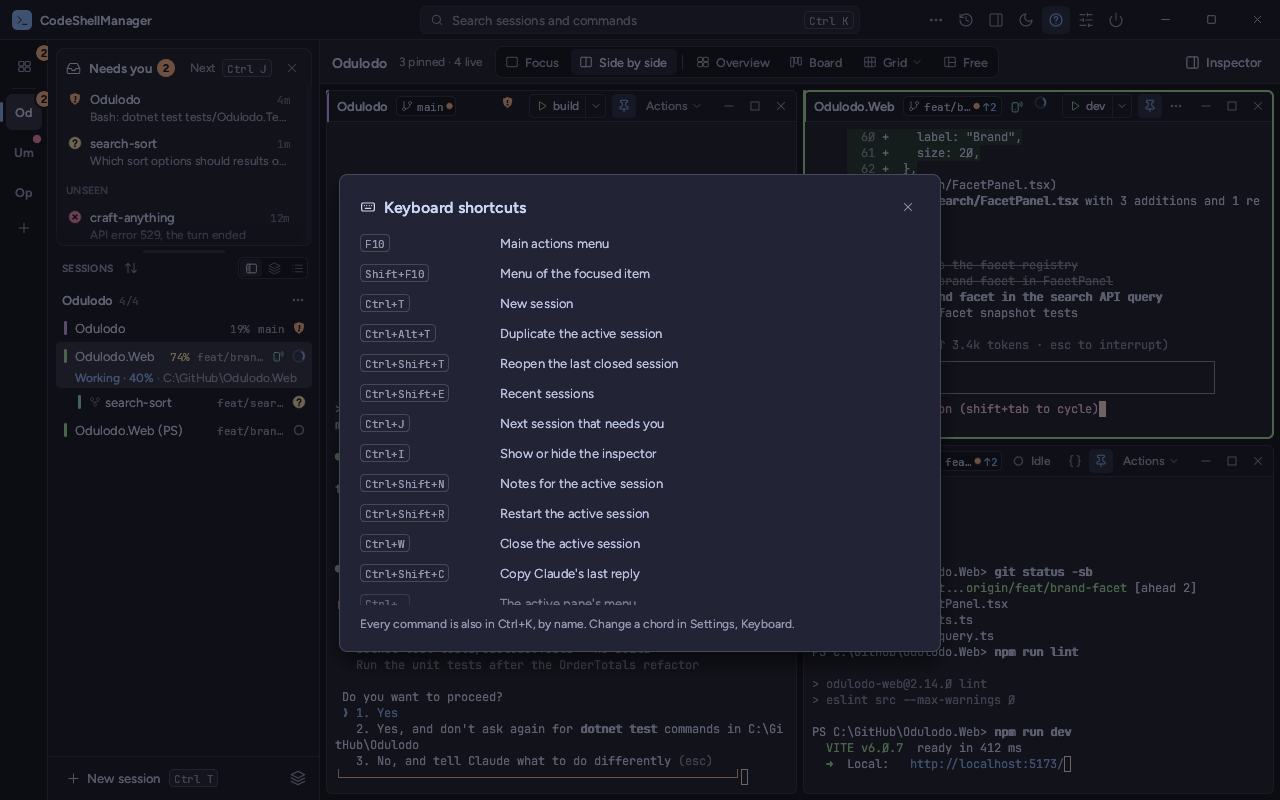 CodeShellManager
Search sessions and commands
Ctrl K
2
Needs you 2 Next Ctrl J
Odulodo 4m
Bash: dotnet test tests/Odulodo.Te...
search-sort 1m
Which sort options should results o...
UNSEEN
craft-anything 12m
API error 529, the turn ended
2
Od
Um
Op
SESSIONS
Odulodo 4/4
Odulodo 19% main
Odulodo.Web 74% feat/bran...
Working · 40% · C:\GitHub\Odulodo.Web
search-sort feat/sear...
Odulodo.Web (PS) feat/bran...
New session Ctrl T
Odulodo 3 pinned · 4 live
Focus Side by side Overview Board Grid Free
Inspector
Odulodo main build Actions
Odulodo.Web feat/b... ↑2 dev
60 + label: "Brand",
61 + size: 20,
62 + },
h/FacetPanel.tsx)
earch/FacetPanel.tsx with 3 additions and 1 re
the facet registry
brand facet in FacetPanel
nd facet in the search API query
facet snapshot tests
3.4k tokens · esc to interrupt)
on (shift+tab to cycle)
Keyboard shortcuts
F10 Main actions menu
Shift+F10 Menu of the focused item
Ctrl+T New session
Ctrl+Alt+T Duplicate the active session
Ctrl+Shift+T Reopen the last closed session
Ctrl+Shift+E Recent sessions
Ctrl+J Next session that needs you
Ctrl+I Show or hide the inspector
Ctrl+Shift+N Notes for the active session
Ctrl+Shift+R Restart the active session
Ctrl+W Close the active session
Ctrl+Shift+C Copy Claude's last reply
The active pane's menu
Every command is also in Ctrl+K, by name. Change a chord in Settings, Keyboard.
Run the unit tests after the OrderTotals refactor
Do you want to proceed?
❯ 1. Yes
2. Yes, and don't ask again for dotnet test commands in C:\Gi
tHub\Odulodo
3. No, and tell Claude what to do differently (esc)
fea... ↑2 Idle {} Actions
do.Web> git status -sb
t...origin/feat/brand-facet [ahead 2]
tPanel.tsx
ts.ts
query.ts
PS C:\GitHub\Odulodo.Web> npm run lint
> odulodo-web@2.14.0 lint
> eslint src --max-warnings 0
PS C:\GitHub\Odulodo.Web> npm run dev
VITE v6.0.7 ready in 412 ms
➜ Local: http://localhost:5173/